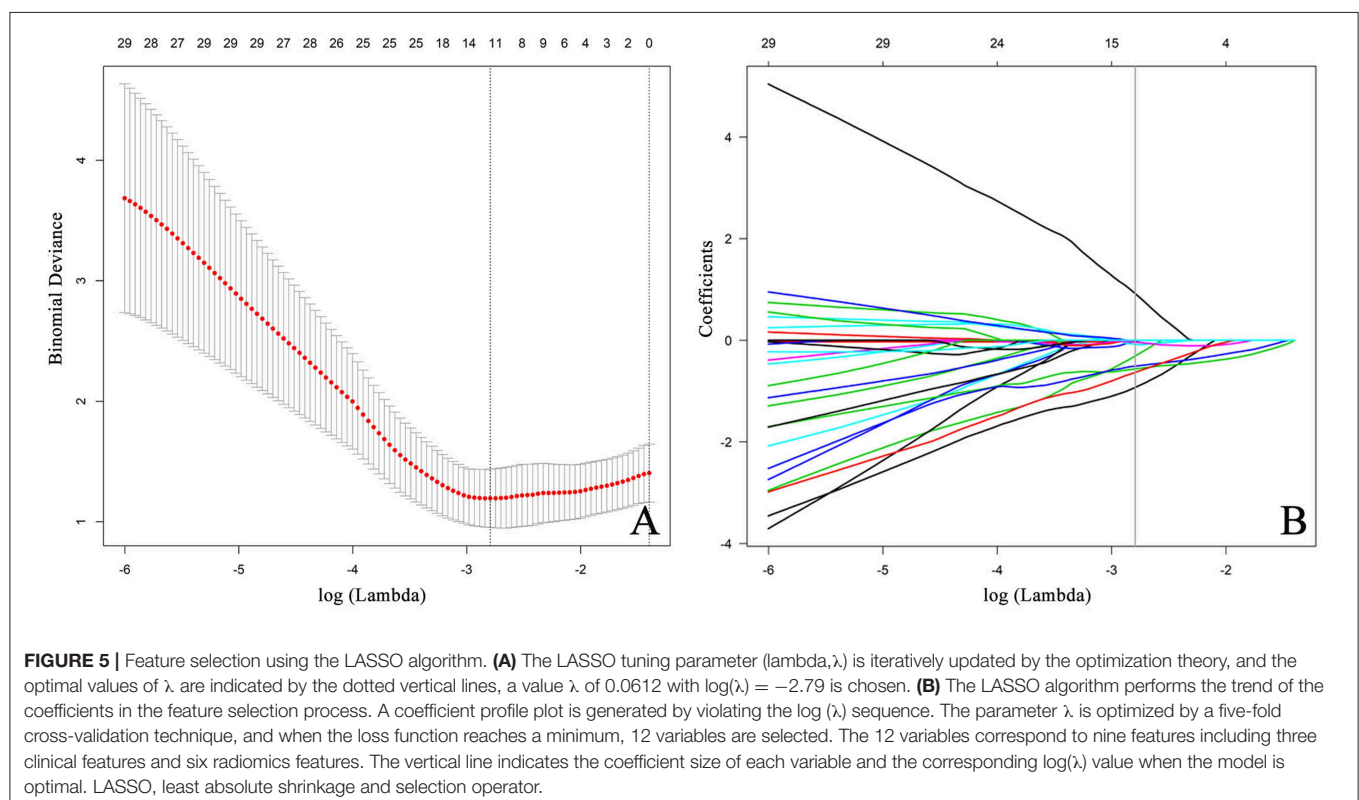 29 28 27 29 29 29 27 28 26 25 25 25 18 14 11 8 9 6 4 3 2 0
4
3
2
1
Binomial Deviance
-6 -5 -4 -3 -2
log (Lambda)
A
29 29 24 15 4
4
2
0
-2
-4
Coefficients
-6 -5 -4 -3 -2
log (Lambda)
B
FIGURE 5 | Feature selection using the LASSO algorithm. (A) The LASSO tuning parameter (lambda,λ) is iteratively updated by the optimization theory, and the
optimal values of λ are indicated by the dotted vertical lines, a value λ of 0.0612 with log(λ) = −2.79 is chosen. (B) The LASSO algorithm performs the trend of the
coefficients in the feature selection process. A coefficient profile plot is generated by violating the log (λ) sequence. The parameter λ is optimized by a five-fold
cross-validation technique, and when the loss function reaches a minimum, 12 variables are selected. The 12 variables correspond to nine features including three
clinical features and six radiomics features. The vertical line indicates the coefficient size of each variable and the corresponding log(λ) value when the model is
optimal. LASSO, least absolute shrinkage and selection operator.